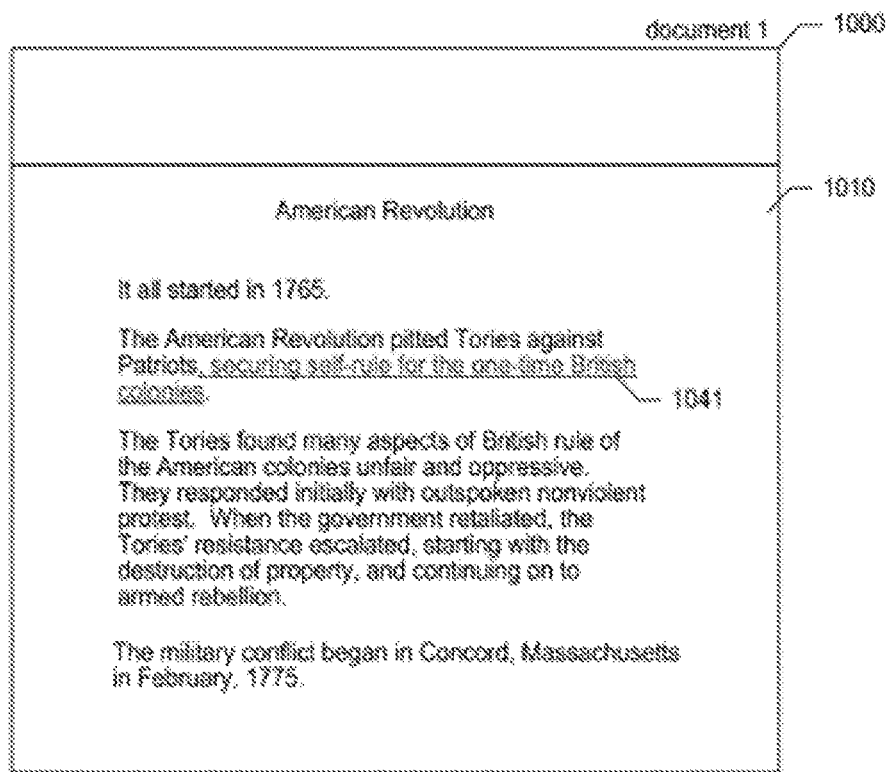 document 1
1000
1010
American Revolution
It all started in 1765.
The American Revolution pitted Tories against
Patriots, securing self-rule for the one-time British
colonies.
1041
The Tories found many aspects of British rule of
the American colonies unfair and oppressive.
They responded initially with outspoken nonviolent
protest. When the government retaliated, the
Tories' resistance escalated, starting with the
destruction of property, and continuing on to
armed rebellion.
The military conflict began in Concord, Massachusetts
in February, 1775.